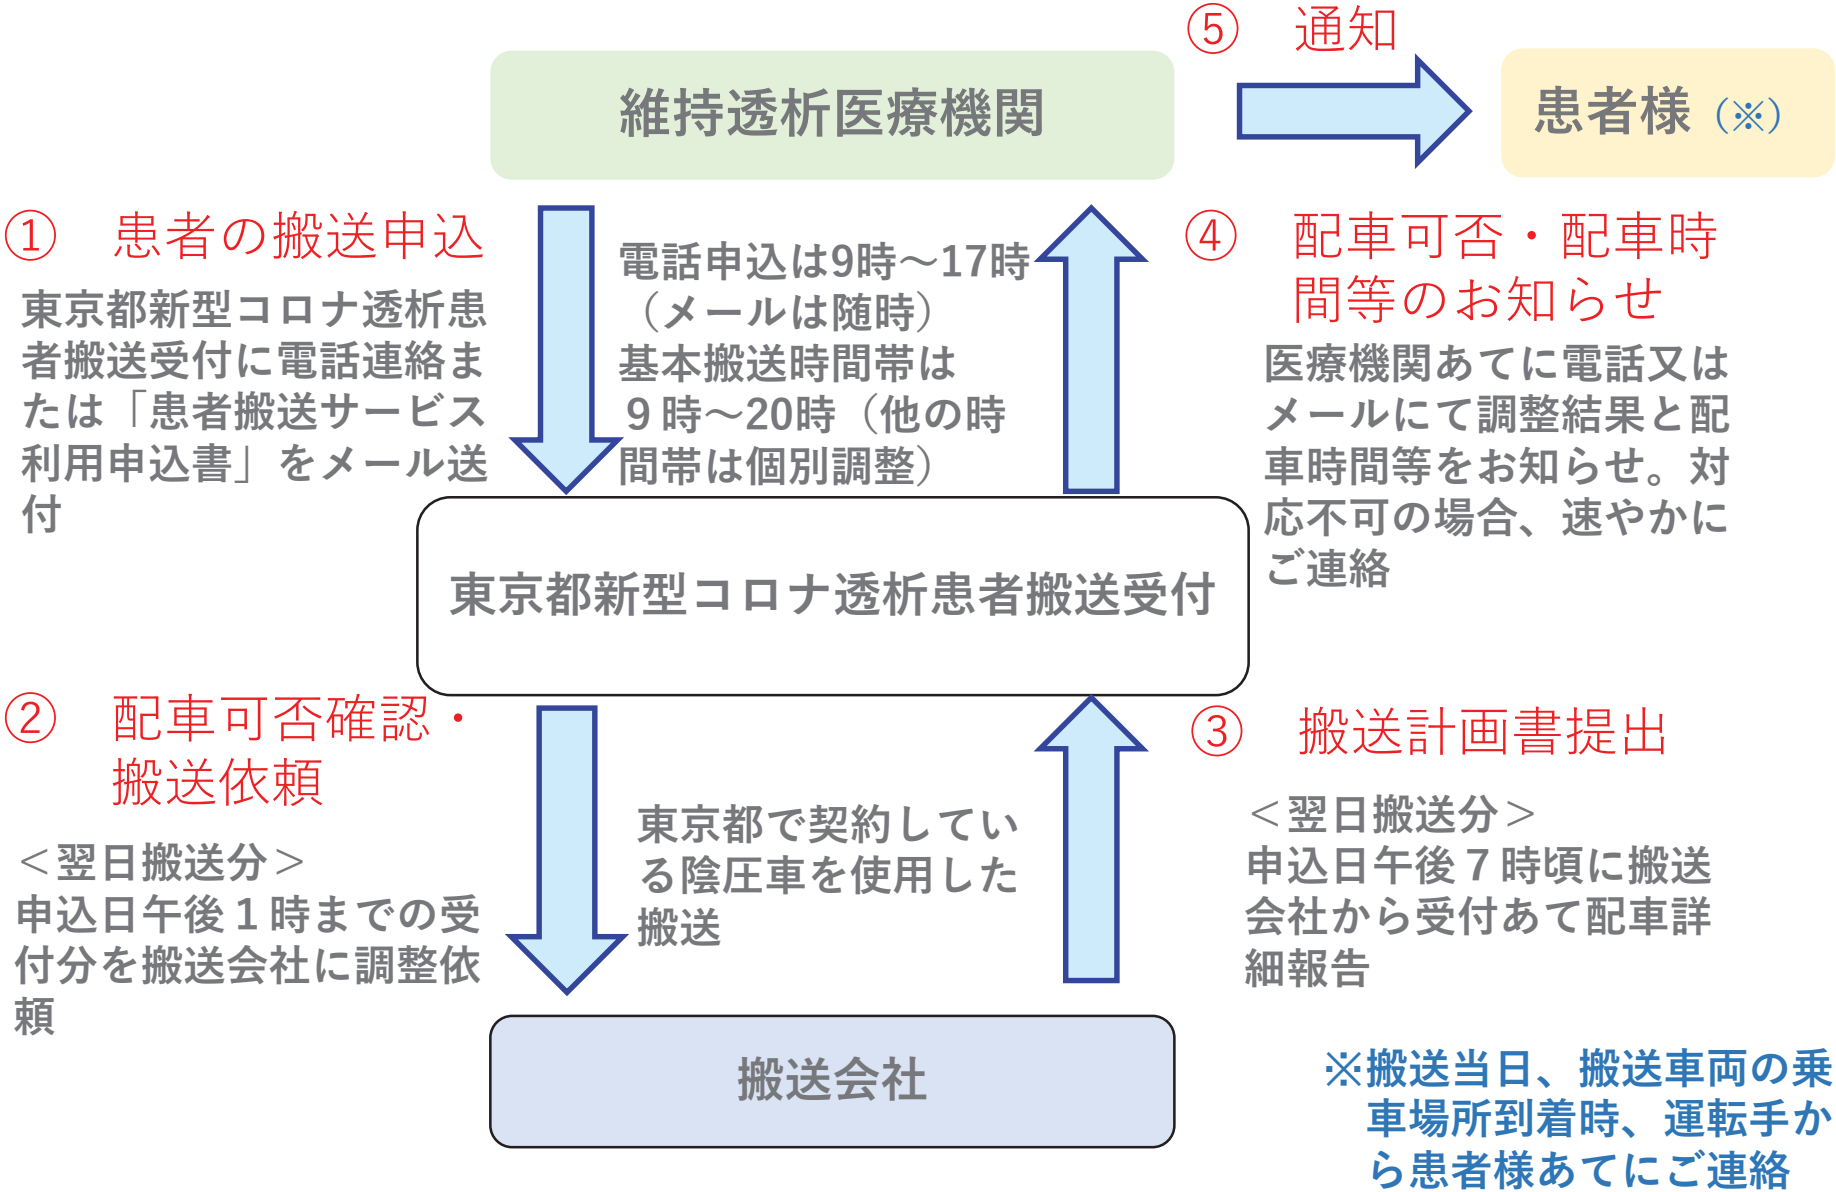 ⑤　通知
維持透析医療機関
患者様（※）
①　患者の搬送申込
東京都新型コロナ透析患
者搬送受付に電話連絡ま
たは「患者搬送サービス
利用申込書」をメール送
付
電話申込は9時～17時
（メールは随時）
基本搬送時間帯は
９時～20時（他の時
間帯は個別調整）
④　配車可否・配車時
間等のお知らせ
医療機関あてに電話又は
メールにて調整結果と配
車時間等をお知らせ。対
応不可の場合、速やかに
ご連絡
東京都新型コロナ透析患者搬送受付
②　配車可否確認・
搬送依頼
＜翌日搬送分＞
申込日午後１時までの受
付分を搬送会社に調整依
頼
東京都で契約してい
る陰圧車を使用した
搬送
③　搬送計画書提出
＜翌日搬送分＞
申込日午後７時頃に搬送
会社から受付あて配車詳
細報告
搬送会社
※搬送当日、搬送車両の乗
車場所到着時、運転手か
ら患者様あてにご連絡